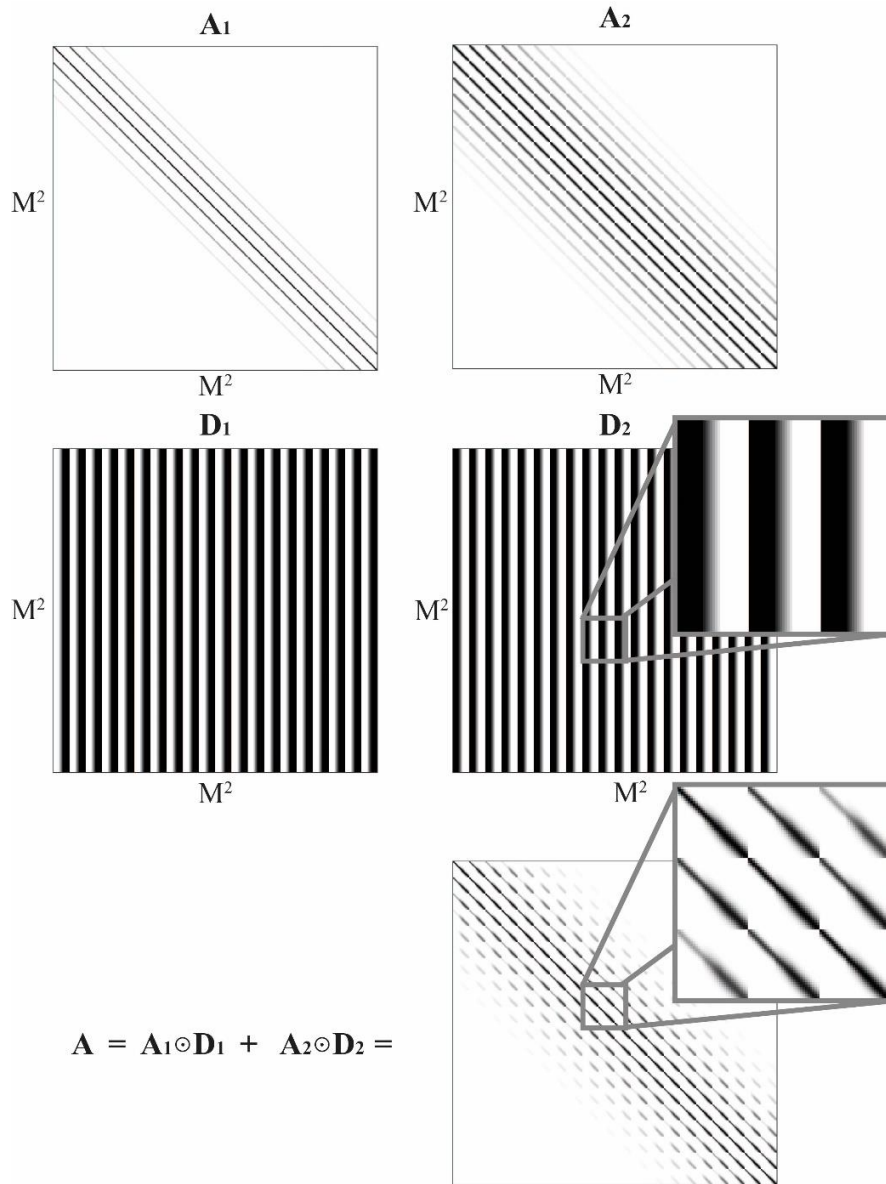 A₁ A₂
M² M²
M² M²
D₁ D₂
M² M²
M² M²
A = A₁⊙D₁ + A₂⊙D₂ =